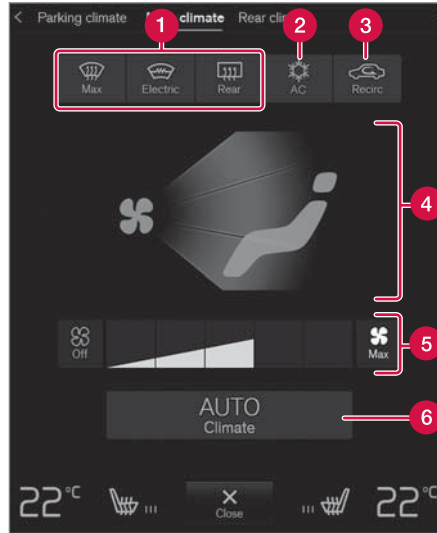 Parking climate climate Rear
1 2 3
Max Electric Rear AC Recirc
4
Off Max 5
AUTO 6
Climate
22°C 22°C
Close